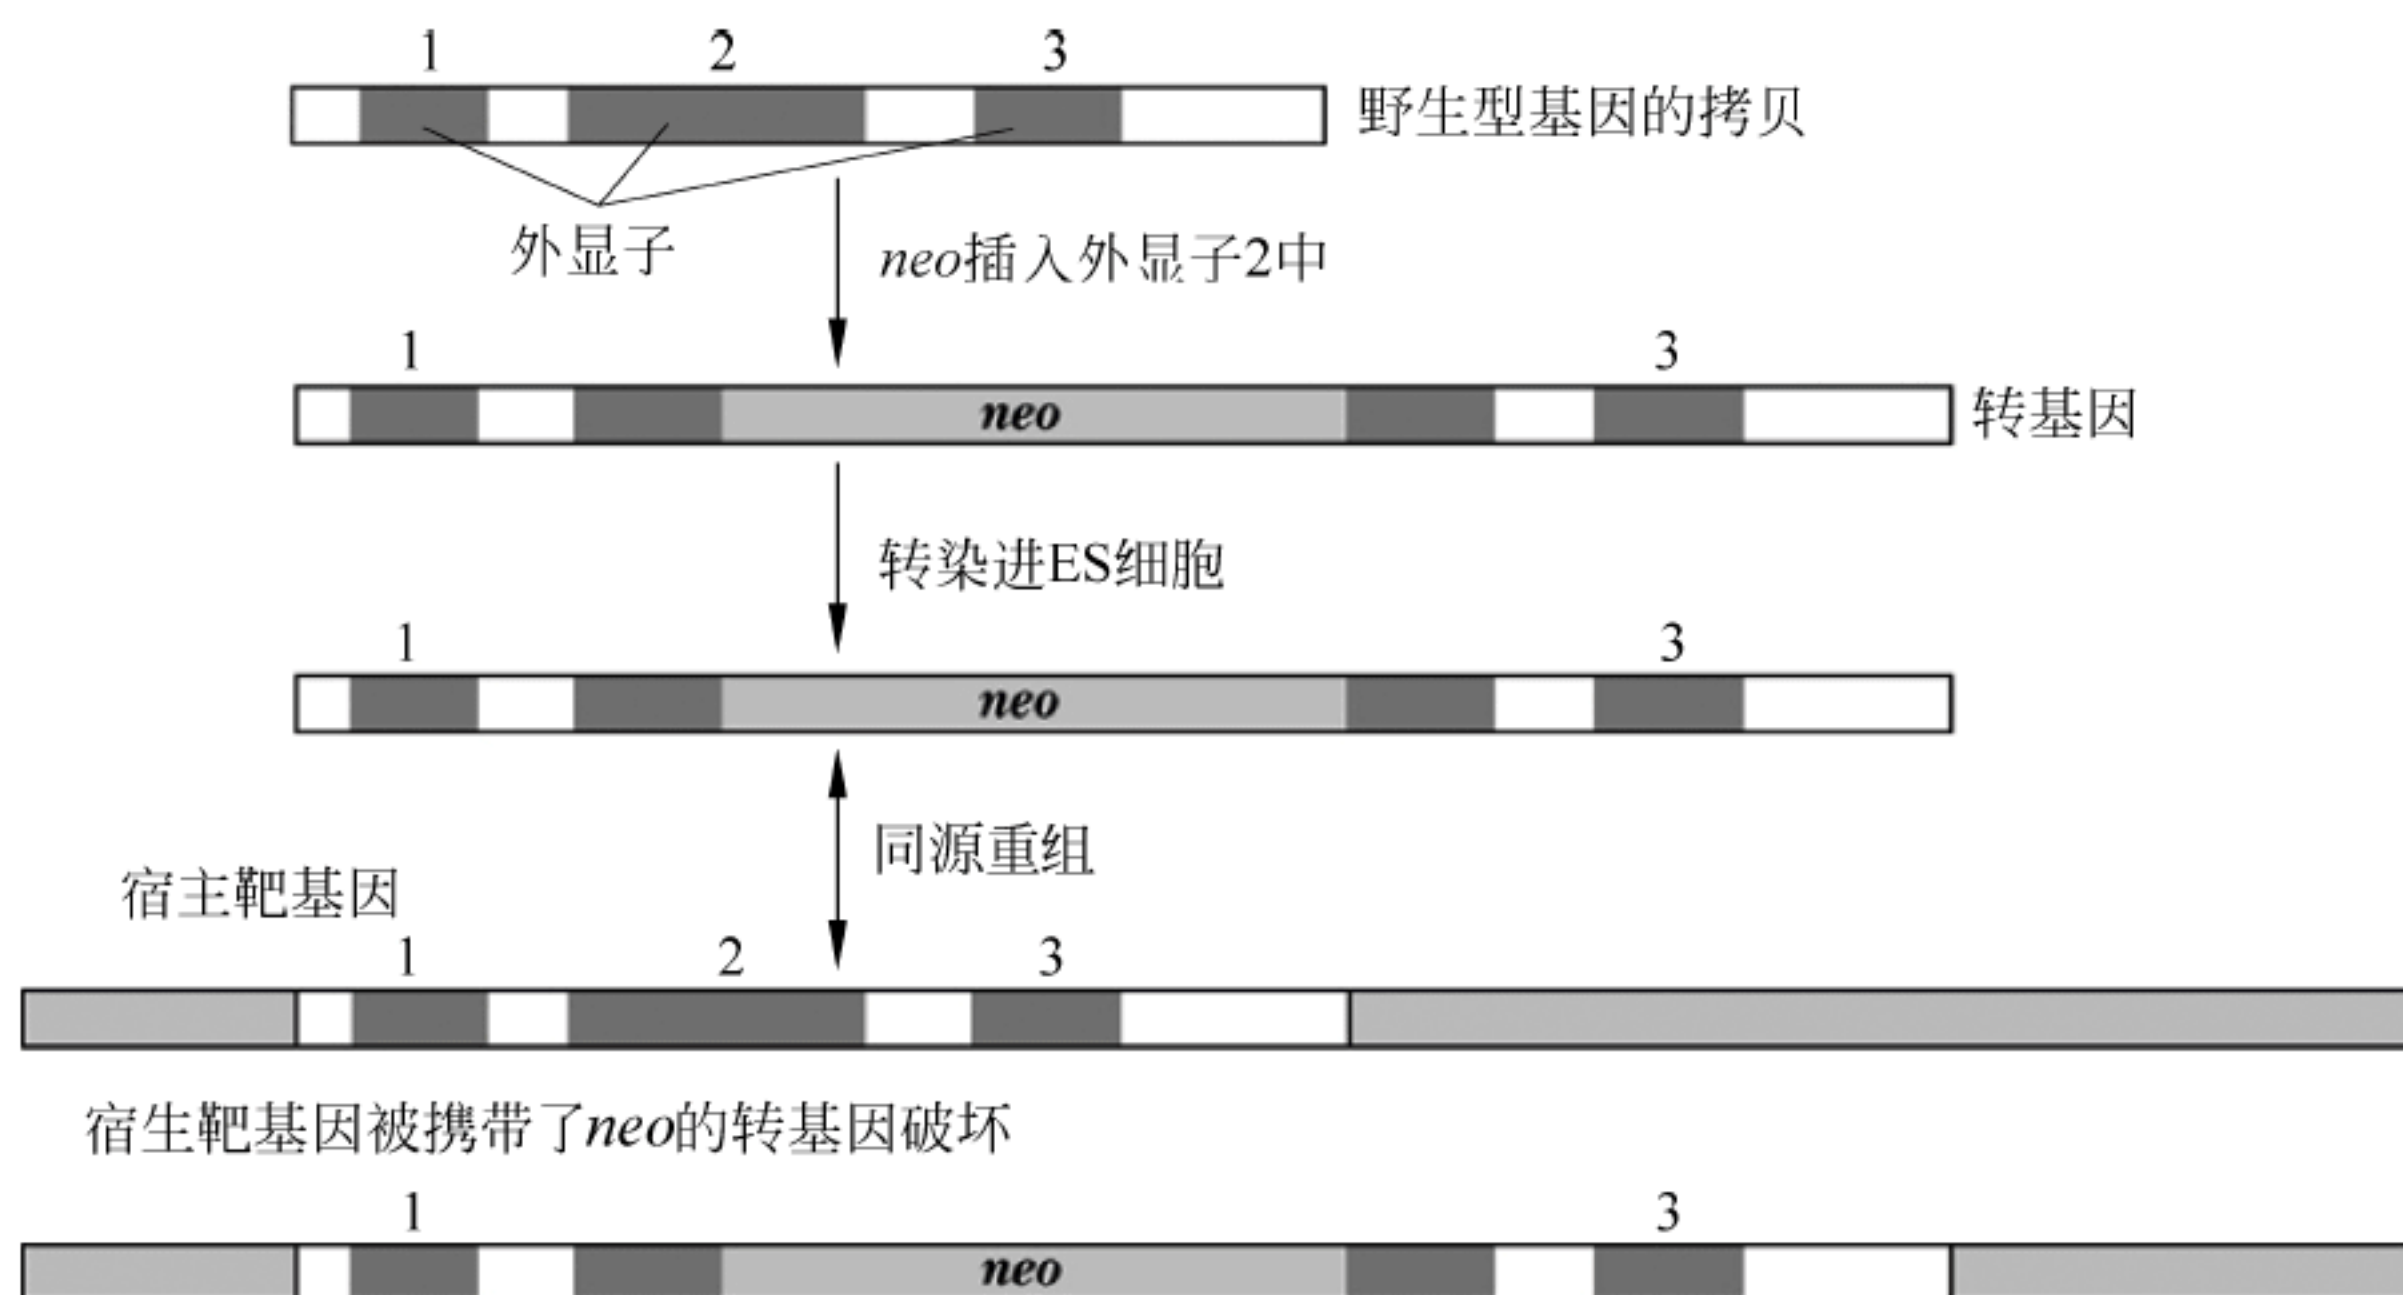 1 2 3
野生型基因的拷贝
外显子
neo插入外显子2中
1 3
neo
转基因
转染进ES细胞
1 3
neo
同源重组
宿主靶基因
1 2 3
宿生靶基因被携带了neo的转基因破坏
1 3
neo